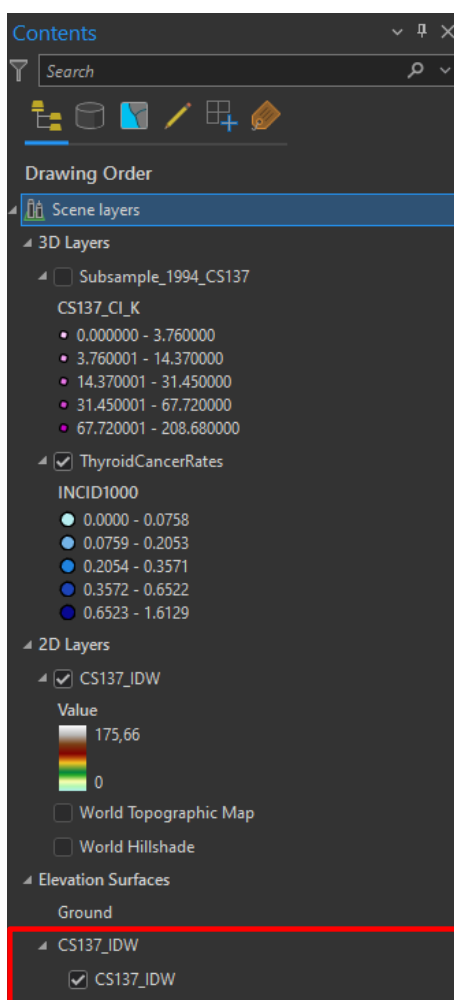 Contents
Search
Drawing Order
Scene layers
3D Layers
Subsample_1994_CS137
CS137_CI_K
0.000000 - 3.760000
3.760001 - 14.370000
14.370001 - 31.450000
31.450001 - 67.720000
67.720001 - 208.680000
ThyroidCancerRates
INCID1000
0.0000 - 0.0758
0.0759 - 0.2053
0.2054 - 0.3571
0.3572 - 0.6522
0.6523 - 1.6129
2D Layers
CS137_IDW
Value
175,66
0
World Topographic Map
World Hillshade
Elevation Surfaces
Ground
CS137_IDW
CS137_IDW